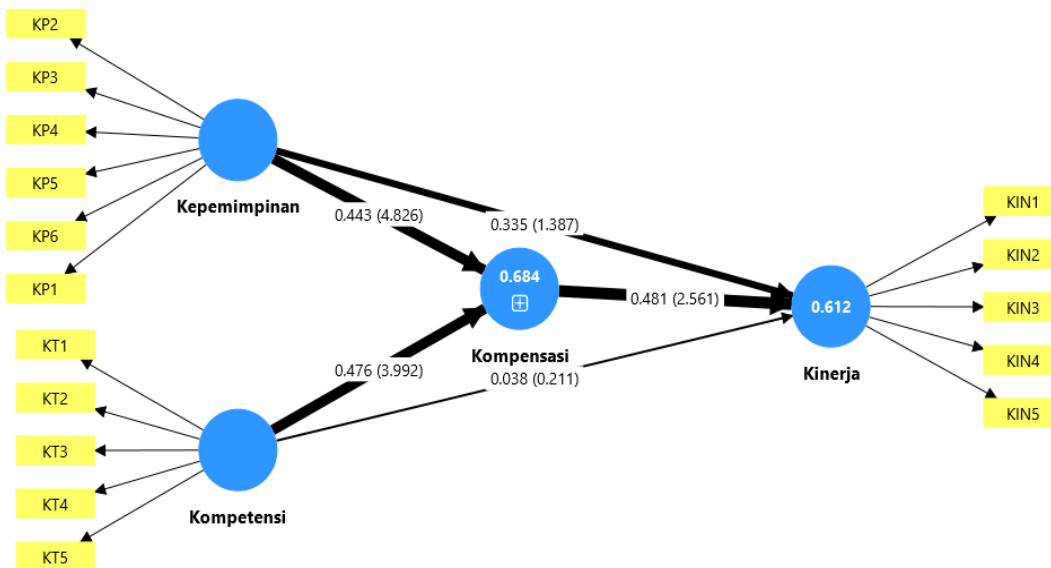 KP2
KP3
KP4
KP5
KP6
KP1
Kepemimpinan
0.443 (4.826)
0.335 (1.387)
0.684
Kompensasi
0.481 (2.561)
0.612
Kinerja
KIN1
KIN2
KIN3
KIN4
KIN5
KT1
KT2
KT3
KT4
KT5
Kompetensi
0.476 (3.992)
0.038 (0.211)